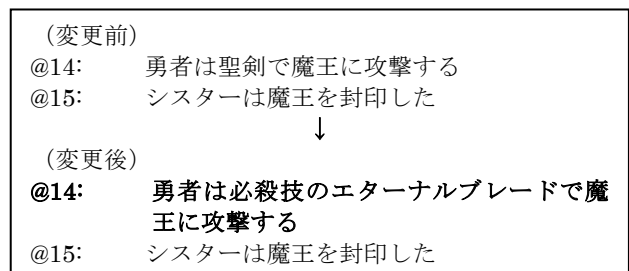 （変更前）
@14: 勇者は聖剣で魔王に攻撃する
@15: シスターは魔王を封印した
↓
（変更後）
@14: 勇者は必殺技のエターナルブレードで魔
王に攻撃する
@15: シスターは魔王を封印した